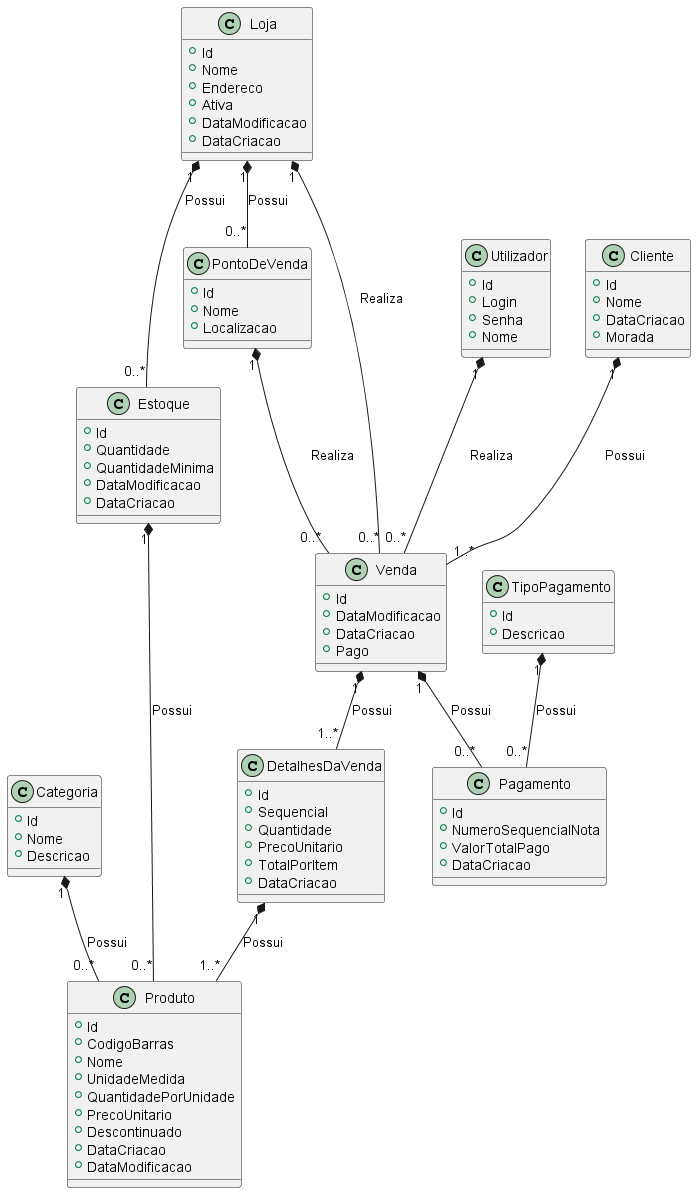 C Loja
Id
Nome
Endereco
Ativa
DataModificacao
DataCriacao
1
1
1
Possui
Possui
0..*
C PontoDeVenda
Id
Nome
Localizacao
C Utilizador
Id
Login
Senha
Nome
C Cliente
Id
Nome
DataCriacao
Morada
Realiza
1
1
1
0..*
C Estoque
Id
Quantidade
QuantidadeMinima
DataModificacao
DataCriacao
Realiza
Realiza
Possui
1
0..*
0..*
0..*
1..*
C Venda
Id
DataModificacao
DataCriacao
Pago
C TipoPagamento
Id
Descricao
1
1
1
Possui
Possui
Possui
Possui
1..*
0..*
0..*
C Categoria
Id
Nome
Descricao
C DetalhesDaVenda
Id
Sequencial
Quantidade
PrecoUnitario
TotalPorItem
DataCriacao
C Pagamento
Id
NumeroSequencialNota
ValorTotalPago
DataCriacao
1
1
Possui
Possui
0..*
0..*
1..*
C Produto
Id
CodigoBarras
Nome
UnidadeMedida
QuantidadePorUnidade
PrecoUnitario
Descontinuado
DataCriacao
DataModificacao